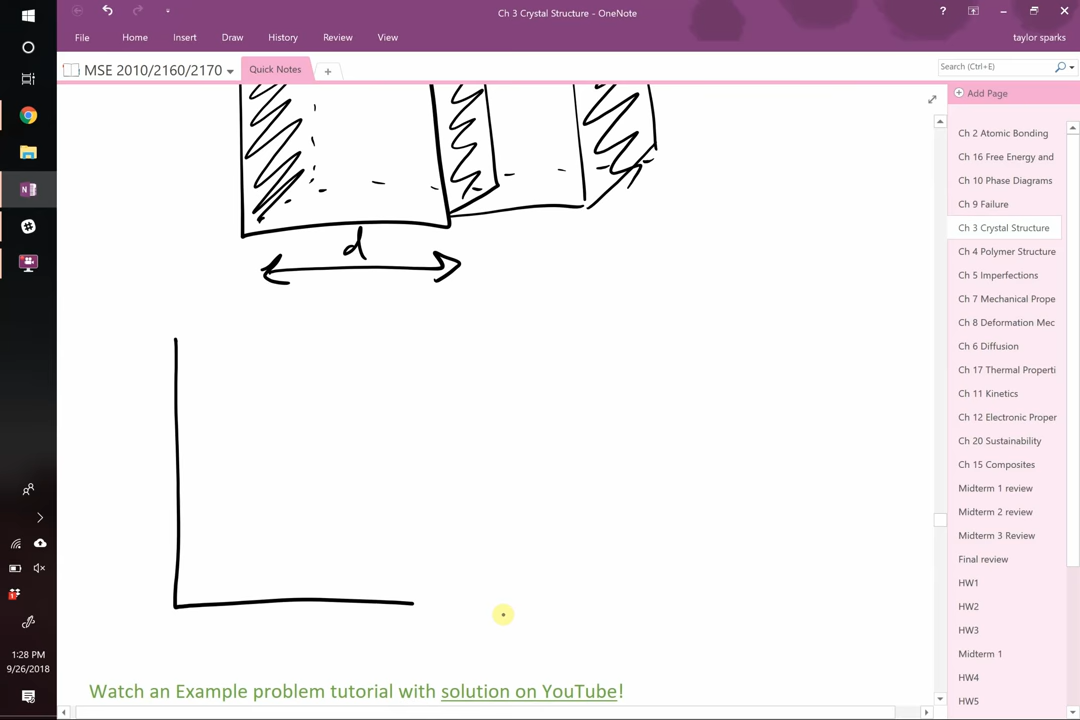 Ch 3 Crystal Structure - OneNote
?
File Home Insert Draw History Review View
taylor sparks
MSE 2010/2160/2170
Quick Notes
+
Search (Ctrl+E)
Add Page
Ch 2 Atomic Bonding
Ch 16 Free Energy and
Ch 10 Phase Diagrams
Ch 9 Failure
Ch 3 Crystal Structure
Ch 4 Polymer Structure
Ch 5 Imperfections
Ch 7 Mechanical Prope
Ch 8 Deformation Mec
Ch 6 Diffusion
Ch 17 Thermal Properti
Ch 11 Kinetics
Ch 12 Electronic Proper
Ch 20 Sustainability
Ch 15 Composites
Midterm 1 review
Midterm 2 review
Midterm 3 Review
Final review
HW1
HW2
HW3
Midterm 1
HW4
HW5
d
Watch an Example problem tutorial with solution on YouTube!
1:28 PM
9/26/2018